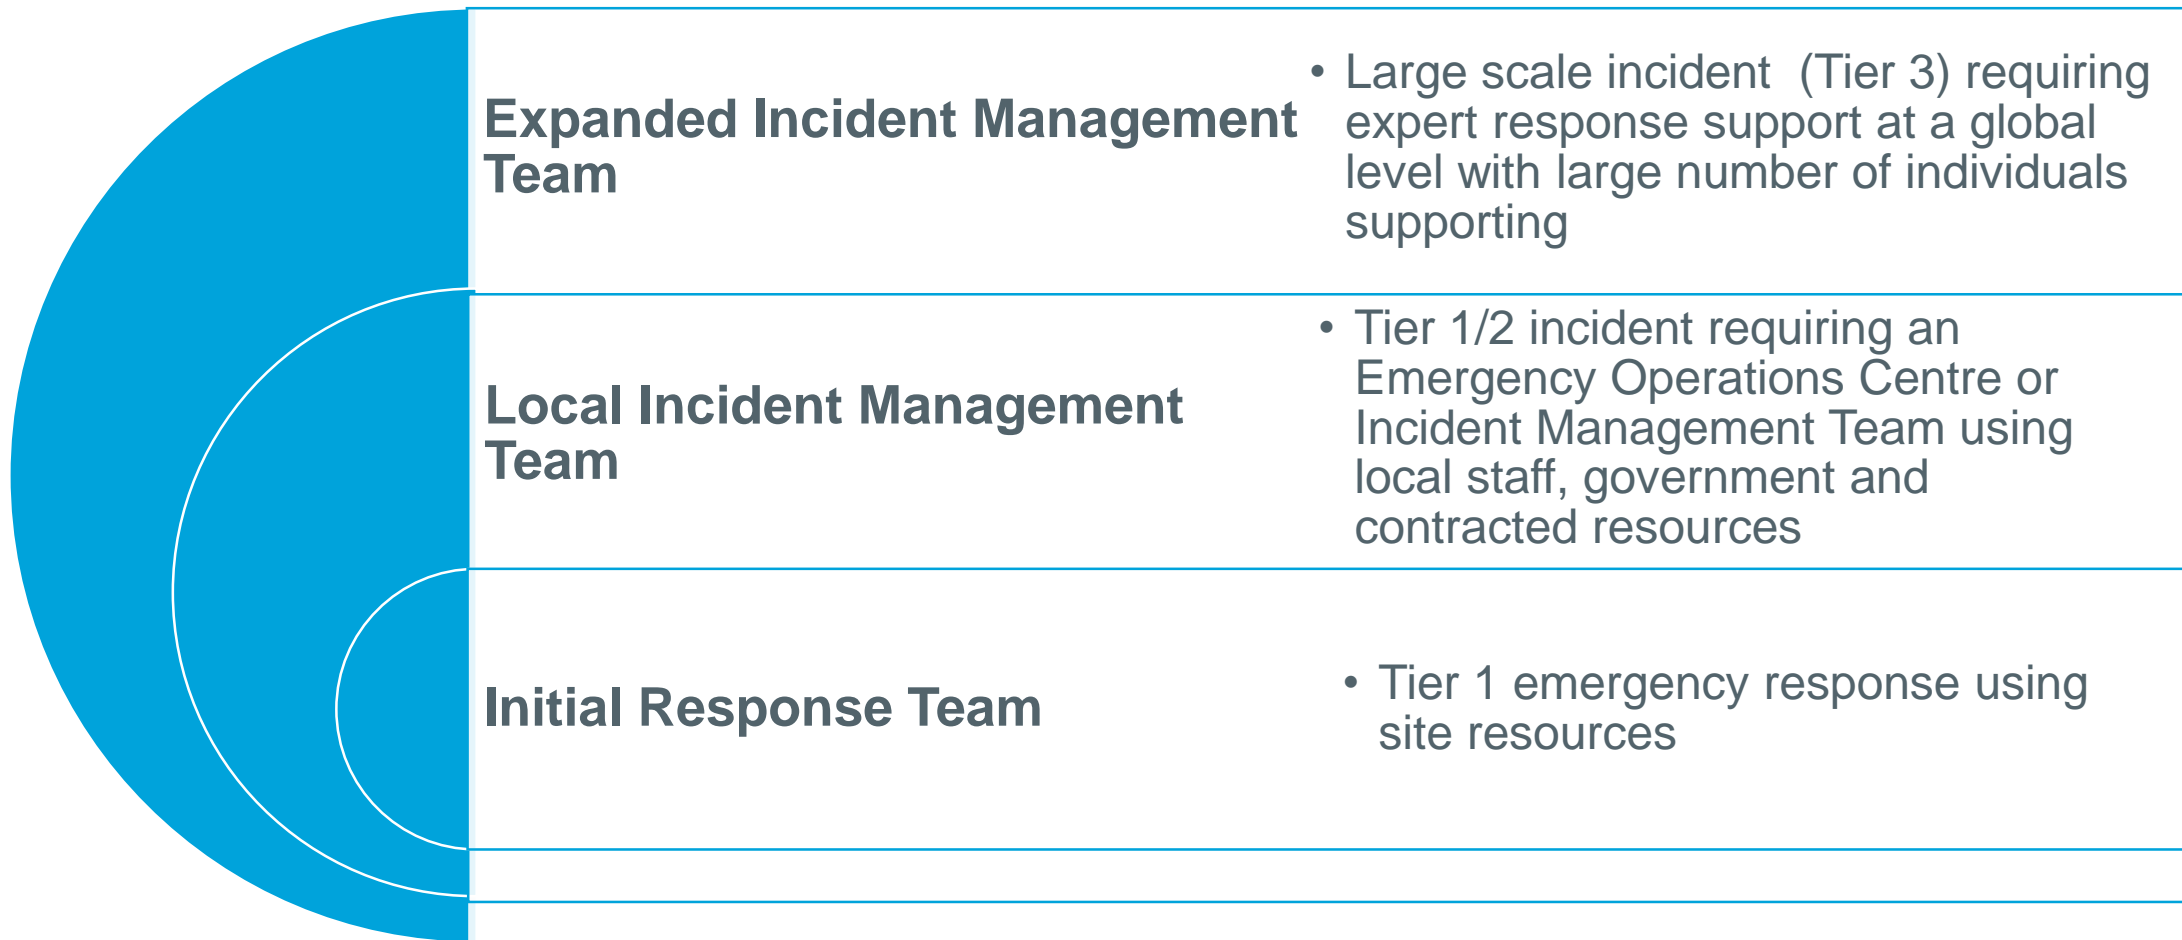 Expanded Incident Management
Team
• Large scale incident (Tier 3) requiring
expert response support at a global
level with large number of individuals
supporting
Local Incident Management
Team
• Tier 1/2 incident requiring an
Emergency Operations Centre or
Incident Management Team using
local staff, government and
contracted resources
Initial Response Team
• Tier 1 emergency response using
site resources